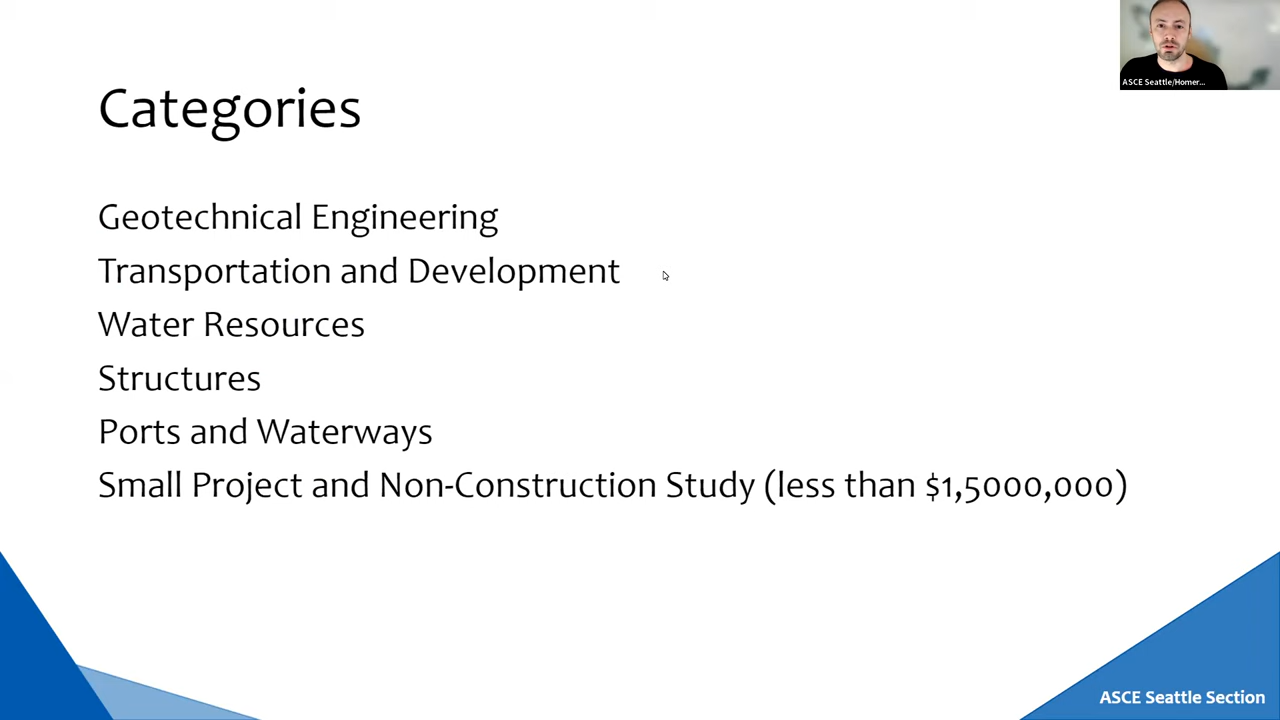 ASCE Seattle/Homer...
Categories
Geotechnical Engineering
Transportation and Development
Water Resources
Structures
Ports and Waterways
Small Project and Non-Construction Study (less than $1,5000,000)
ASCE Seattle Section